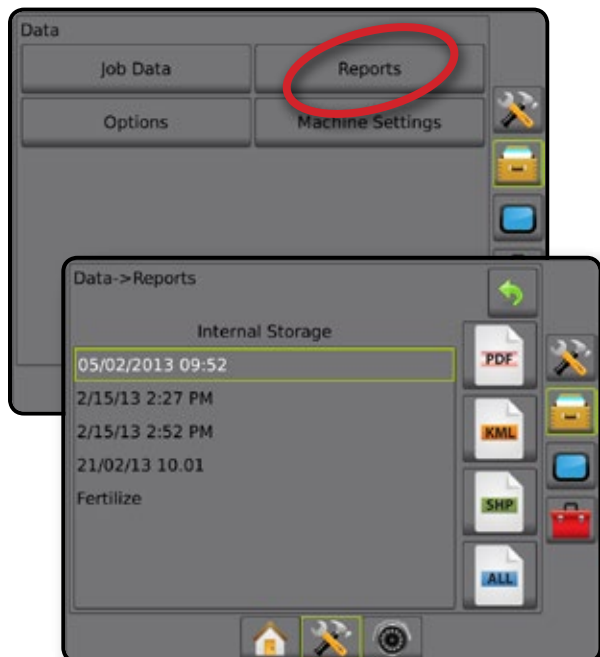 Data
Job Data Reports
Options Machine Settings
Data->Reports
Internal Storage
05/02/2013 09:52
2/15/13 2:27 PM
2/15/13 2:52 PM
21/02/13 10.01
Fertilize
PDF
KML
SHP
ALL